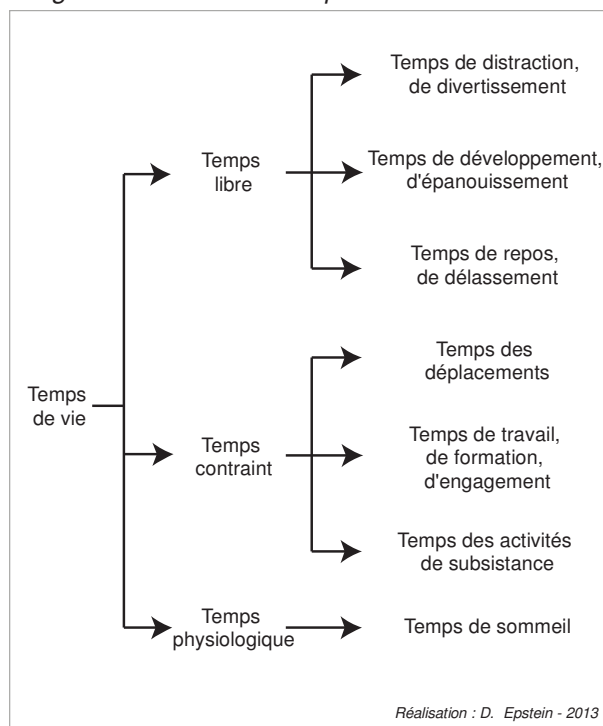 Temps de distraction,
de divertissement
Temps
libre
Temps de développement,
d'épanouissement
Temps de repos,
de délassement
Temps des
déplacements
Temps
de vie
Temps
contraint
Temps de travail,
de formation,
d'engagement
Temps des activités
de subsistance
Temps
physiologique
Temps de sommeil
Réalisation : D. Epstein - 2013